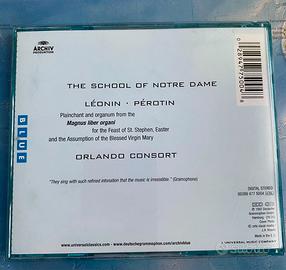 ARCHIV
PRODUKTION
THE SCHOOL OF NOTRE DAME
LÉONIN · PÉROTIN
Plainchant and organum from the
Magnus liber organi
for the Feast of St. Stephen, Easter
and the Assumption of the Blessed Virgin Mary
ORLANDO CONSORT
BLUE
"They sing with such refined intonation that the music is irresistible." (Gramophone)
DIGITAL STEREO
www.universalclassics.com
www.deutschegrammophon.com/archivblue
A UNIVERSAL MUSIC COMPANY
subito